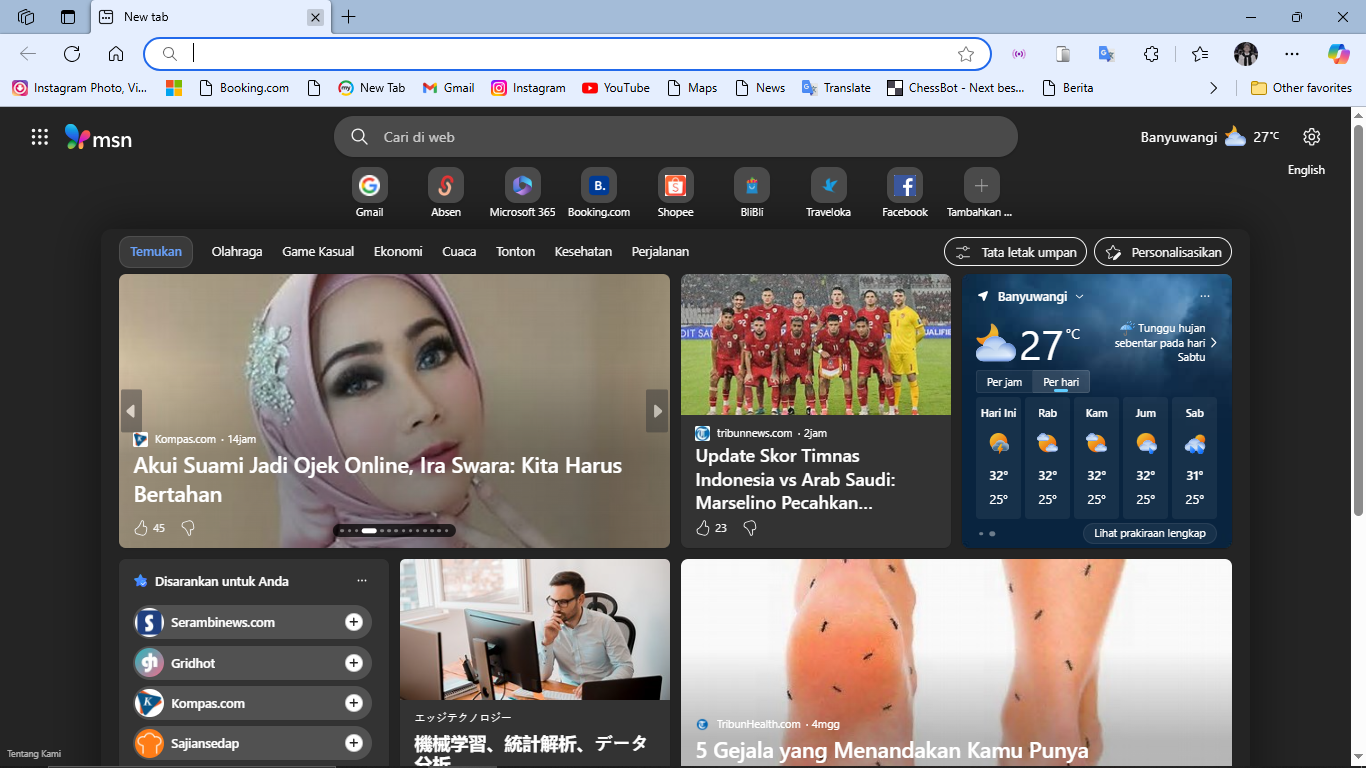 New tab
Instagram Photo, Vi...
Booking.com
New Tab
Gmail
Instagram
YouTube
Maps
News
Translate
ChessBot - Next bes...
Berita
Other favorites
msn
Cari di web
Banyuwangi
27°C
English
Gmail
Absen
Microsoft 365
Booking.com
Shopee
BliBli
Traveloka
Facebook
Tambahkan ...
Temukan
Olahraga
Game Kasual
Ekonomi
Cuaca
Tonton
Kesehatan
Perjalanan
Tata letak umpan
Personalisasikan
Kompas.com · 14jam
Akui Suami Jadi Ojek Online, Ira Swara: Kita Harus
Bertahan
45
tribunnews.com · 2jam
Update Skor Timnas
Indonesia vs Arab Saudi:
Marselino Pecahkan...
23
Banyuwangi
27°C
Tunggu hujan
sebentar pada hari
Sabtu
Per jam
Per hari
Hari Ini
Rab
Kam
Jum
Sab
32°
32°
32°
32°
31°
25°
25°
25°
25°
25°
Lihat prakiraan lengkap
Disarankan untuk Anda
Serambinews.com
Gridhot
Kompas.com
Sajiansedap
エッジテクノロジー
機械学習、統計解析、データ
分析
TribunHealth.com · 4mgg
5 Gejala yang Menandakan Kamu Punya
Tentang Kami